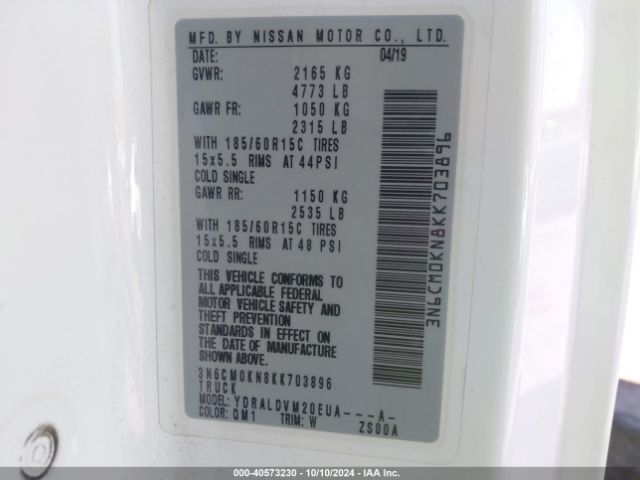 MFD. BY NISSAN MOTOR CO., LTD.
DATE: 04/19
GVWR: 2165 KG
4773 LB
GAWR FR: 1050 KG
2315 LB
WITH 185/60R15C TIRES
15x5.5 RIMS AT 44PSI
COLD SINGLE
GAWR RR: 1150 KG
2535 LB
WITH 185/60R15C TIRES
15x5.5 RIMS AT 48 PSI
COLD SINGLE
THIS VEHICLE CONFORMS TO
ALL APPLICABLE FEDERAL
MOTOR VEHICLE SAFETY AND
THEFT PREVENTION
STANDARDS IN EFFECT ON
THE DATE OF MANUFACTURE
SHOWN ABOVE.
3N6CM0KN8KK703896
TRUCK
MODEL: YDRALDVM20EUA---A-
COLOR: QM1 TRIM: W ZS00A
3N6CM0KN8KK703896
000-40573230 - 10/10/2024 - IAA, Inc.